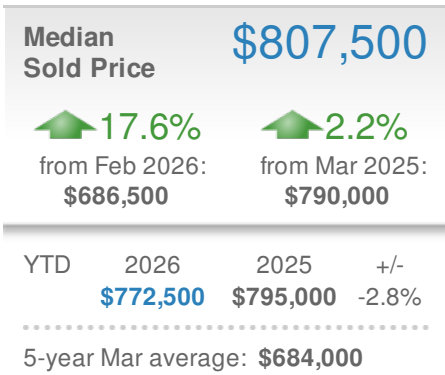 Median $807,500
Sold Price
17.6% 2.2%
from Feb 2026: from Mar 2025:
$686,500 $790,000
YTD 2026 2025 +/-
$772,500 $795,000 -2.8%
5-year Mar average: $684,000